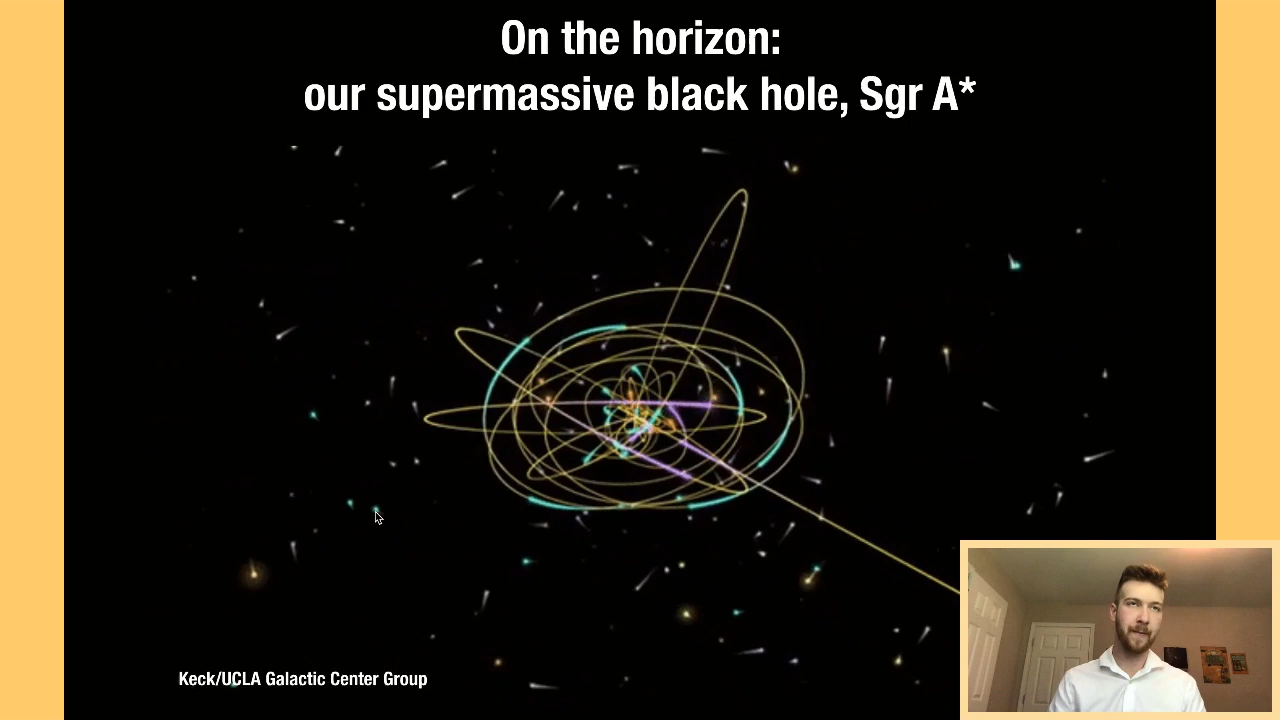 On the horizon:
our supermassive black hole, Sgr A*
Keck/UCLA Galactic Center Group